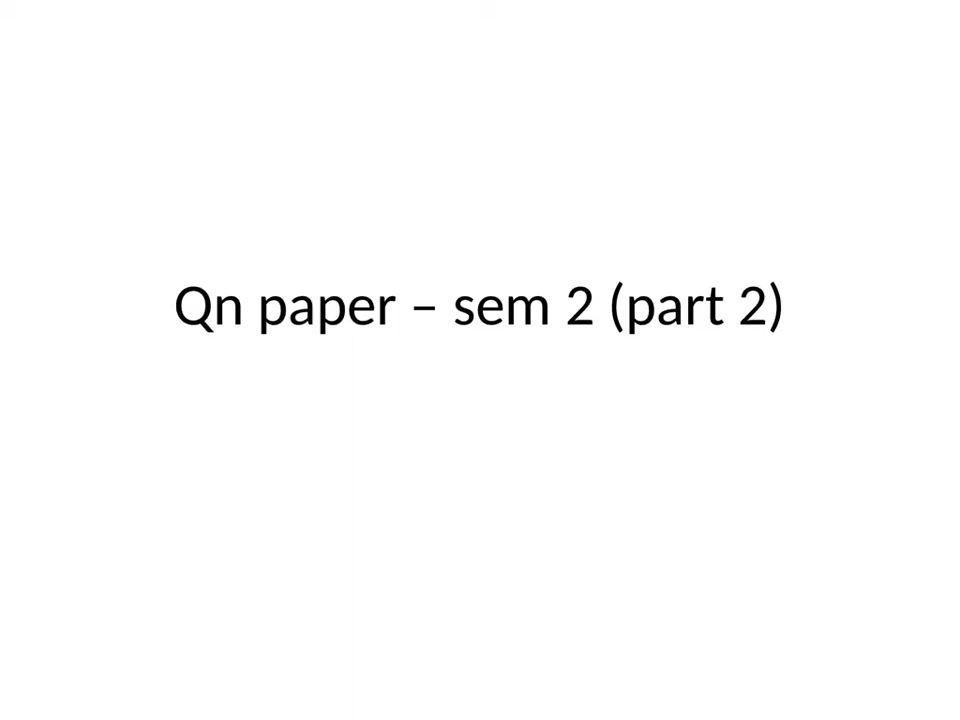 Qn paper – sem 2 (part 2)